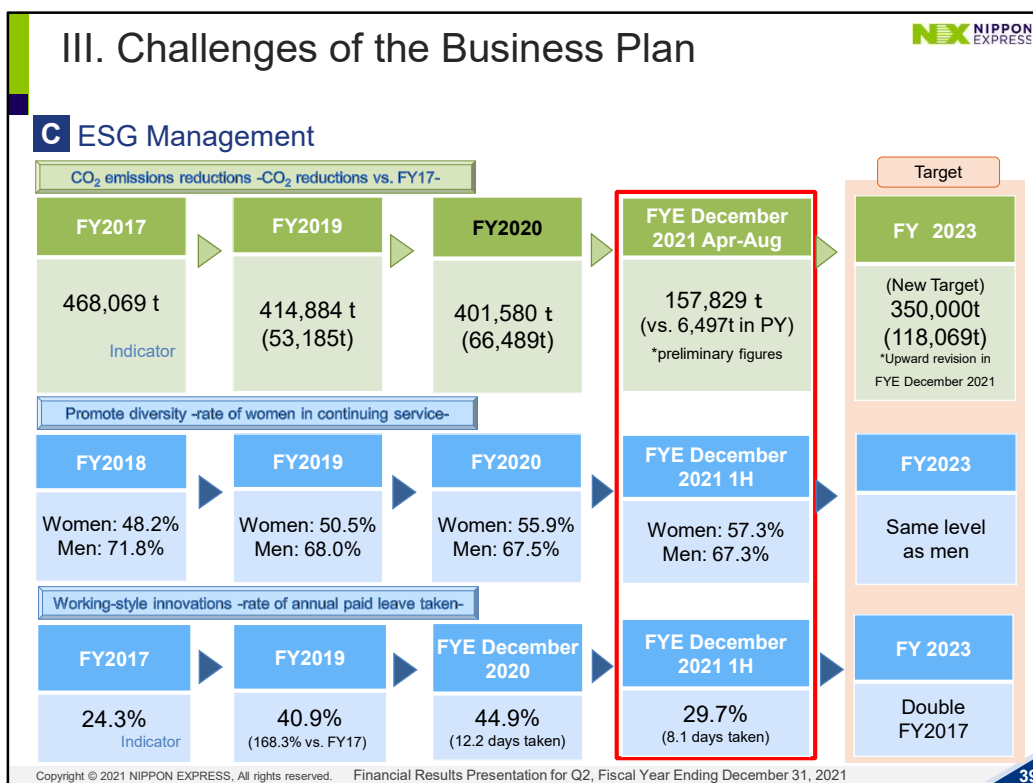 III. Challenges of the Business Plan
NEX NIPPON
EXPRESS
C ESG Management
CO₂ emissions reductions -CO₂ reductions vs. FY17-
Target
FY2017
FY2019
FY2020
FYE December
2021 Apr-Aug
FY 2023
468,069 t
Indicator
414,884 t
(53,185t)
401,580 t
(66,489t)
157,829 t
(vs. 6,497t in PY)
*preliminary figures
(New Target)
350,000t
(118,069t)
*Upward revision in
FYE December 2021
Promote diversity -rate of women in continuing service-
FY2018
FY2019
FY2020
FYE December
2021 1H
FY2023
Women: 48.2%
Men: 71.8%
Women: 50.5%
Men: 68.0%
Women: 55.9%
Men: 67.5%
Women: 57.3%
Men: 67.3%
Same level
as men
Working-style innovations -rate of annual paid leave taken-
FY2017
FY2019
FYE December
2020
FYE December
2021 1H
FY 2023
24.3%
Indicator
40.9%
(168.3% vs. FY17)
44.9%
(12.2 days taken)
29.7%
(8.1 days taken)
Double
FY2017
Copyright © 2021 NIPPON EXPRESS, All rights reserved.
Financial Results Presentation for Q2, Fiscal Year Ending December 31, 2021
39